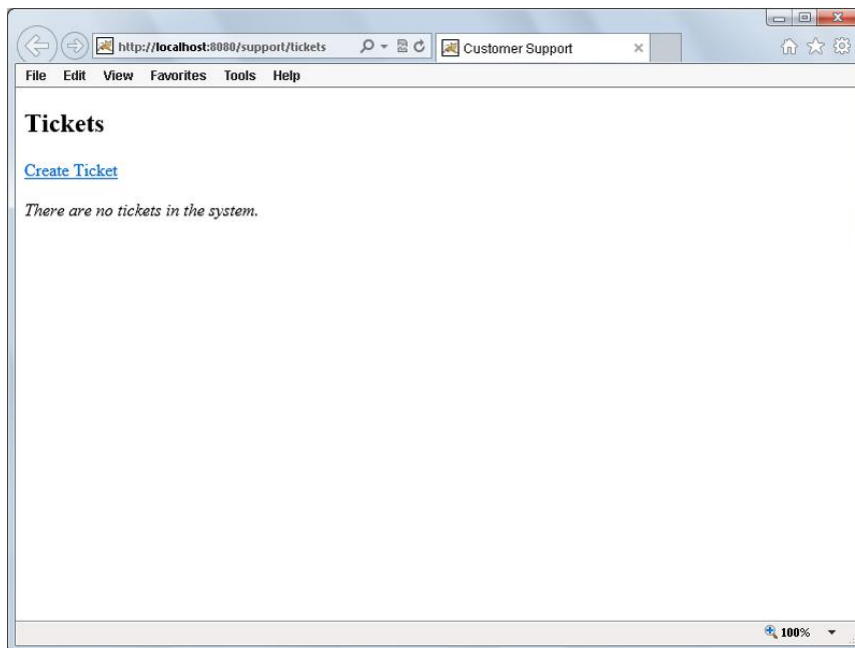 http://localhost:8080/support/tickets
Customer Support
File Edit View Favorites Tools Help
Tickets
Create Ticket
There are no tickets in the system.
100%